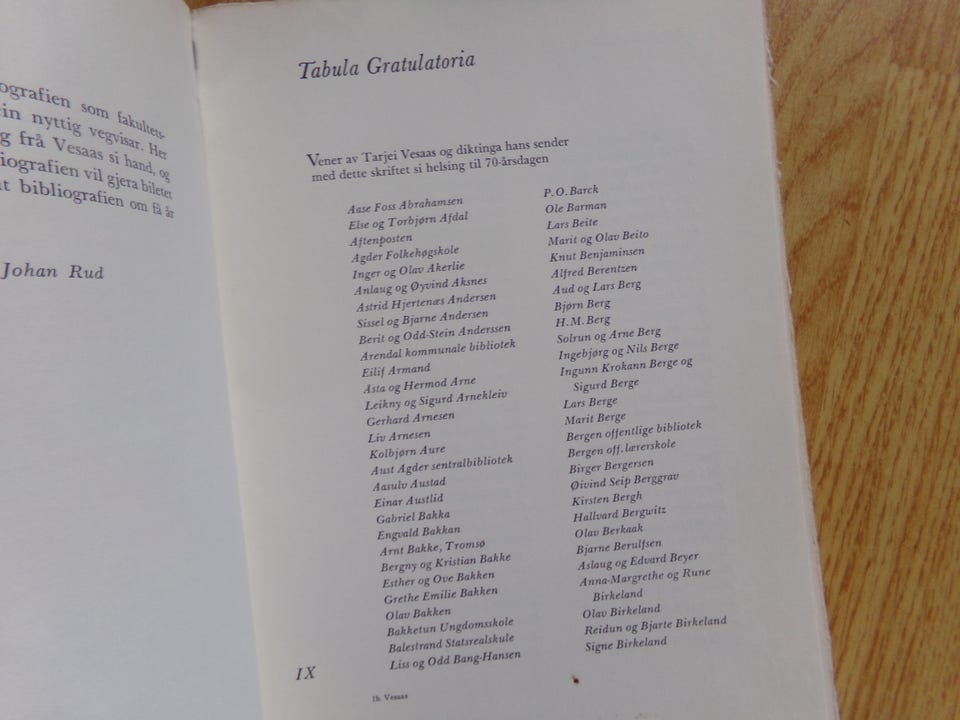 ografien som fakultets-
in nyttig vegvisar. Her
g frå Vesaas si hand, og
iografien vil gjera biletet
t bibliografien om få år
Johan Rud
Tabula Gratulatoria
Vener av Tarjei Vesaas og diktinga hans sender
med dette skriftet si helsing til 70-årsdagen
Aase Foss Abrahamsen
Else og Torbjørn Afdal
Aftenposten
Agder Folkehøgskole
Inger og Olav Akerlie
Anlaug og Øyvind Aksnes
Astrid Hjertenæs Andersen
Sissel og Bjarne Andersen
Berit og Odd-Stein Anderssen
Arendal kommunale bibliotek
Eilif Armand
Asta og Hermod Arne
Leikny og Sigurd Arnekleiv
Gerhard Arnesen
Liv Arnesen
Kolbjørn Aure
Aust Agder sentralbibliotek
Aasulv Austad
Einar Austlid
Gabriel Bakka
Engvald Bakkan
Arnt Bakke, Tromsø
Bergny og Kristian Bakke
Esther og Ove Bakken
Grethe Emilie Bakken
Olav Bakken
Bakketun Ungdomsskole
Balestrand Statsrealskule
Liss og Odd Bang-Hansen
P.O.Barck
Ole Barman
Lars Beite
Marit og Olav Beito
Knut Benjaminsen
Alfred Berentzen
Aud og Lars Berg
Bjørn Berg
H.M.Berg
Solrun og Arne Berg
Ingebjørg og Nils Berge
Ingunn Krokann Berge og
Sigurd Berge
Lars Berge
Marit Berge
Bergen offentlige bibliotek
Bergen off.lærerskole
Birger Bergersen
Øivind Seip Berggrav
Kirsten Bergh
Hallvard Bergwitz
Olav Berkaak
Bjarne Berulfsen
Aslaug og Edvard Beyer
Anna-Margrethe og Rune
Birkeland
Olav Birkeland
Reidun og Bjarte Birkeland
Signe Birkeland
IX
1b. Vesaas